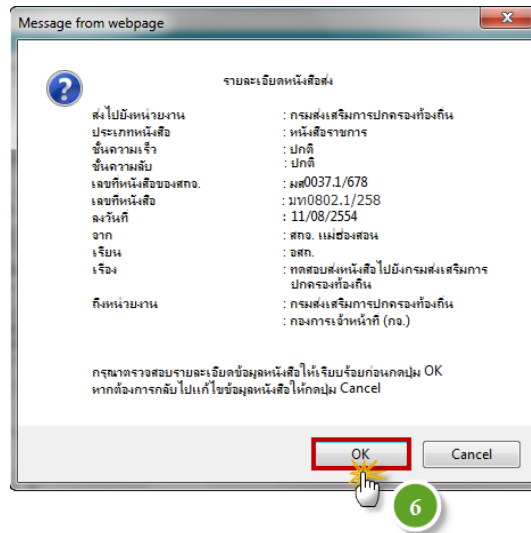 Message from webpage
รายละเอียดหนังสือส่ง
ส่งไปยังหน่วยงาน : กรมส่งเสริมการปกครองท้องถิ่น
ประเภทหนังสือ : หนังสือราชการ
ชั้นความเร็ว : ปกติ
ชั้นความลับ : ปกติ
เลขที่หนังสือของสถจ. : มส0037.1/678
เลขที่หนังสือ : มท0802.1/258
ลงวันที่ : 11/08/2554
จาก : สถจ. แม่ฮ่องสอน
เรียน : อสถ.
เรื่อง : ทดสอบส่งหนังสือไปยังกรมส่งเสริมการ
ปกครองท้องถิ่น
ถึงหน่วยงาน : กรมส่งเสริมการปกครองท้องถิ่น
: กองการเจ้าหน้าที่ (กจ.)
กรุณาตรวจสอบรายละเอียดข้อมูลหนังสือให้เรียบร้อยก่อนกดปุ่ม OK
หากต้องการกลับไปแก้ไขข้อมูลหนังสือให้กดปุ่ม Cancel
OK Cancel
6